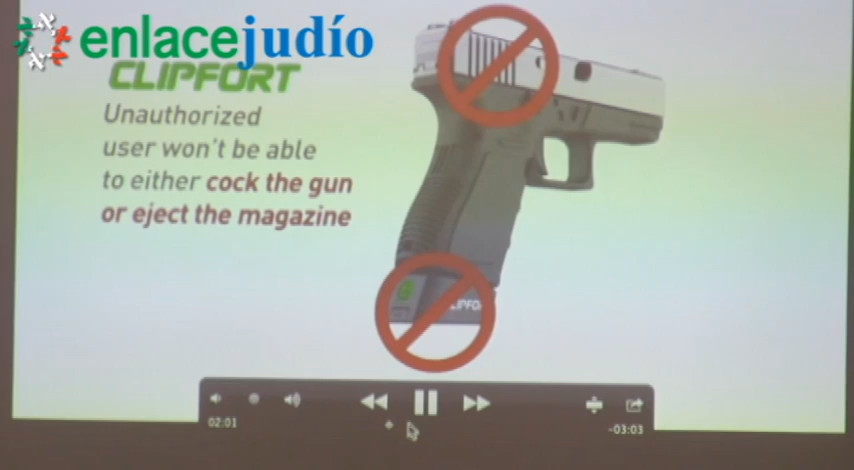 enlacejudío
CLIPFORT
Unauthorized
user won't be able
to either cock the gun
or eject the magazine
02:01
-03:03